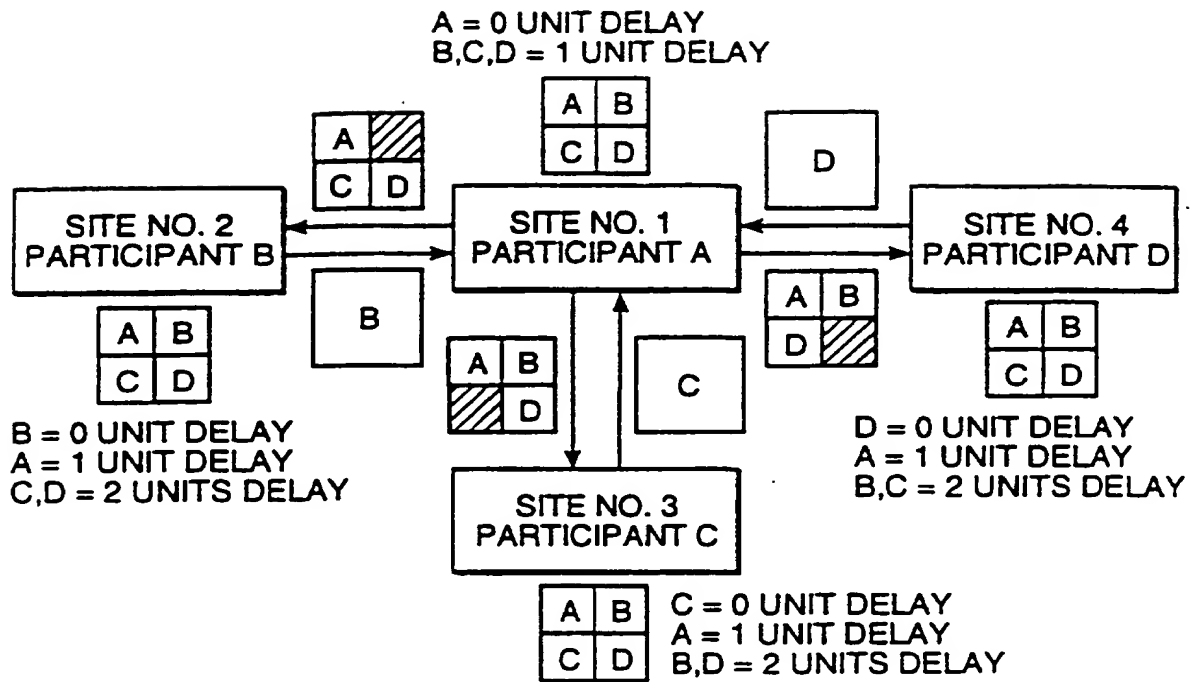 A = 0 UNIT DELAY
B,C,D = 1 UNIT DELAY
A B
C D
A
C D
D
SITE NO. 2
PARTICIPANT B
SITE NO. 1
PARTICIPANT A
SITE NO. 4
PARTICIPANT D
A B
C D
B
A B
D
C
A B
D
A B
C D
B = 0 UNIT DELAY
A = 1 UNIT DELAY
C,D = 2 UNITS DELAY
D = 0 UNIT DELAY
A = 1 UNIT DELAY
B,C = 2 UNITS DELAY
SITE NO. 3
PARTICIPANT C
A B
C D
C = 0 UNIT DELAY
A = 1 UNIT DELAY
B,D = 2 UNITS DELAY